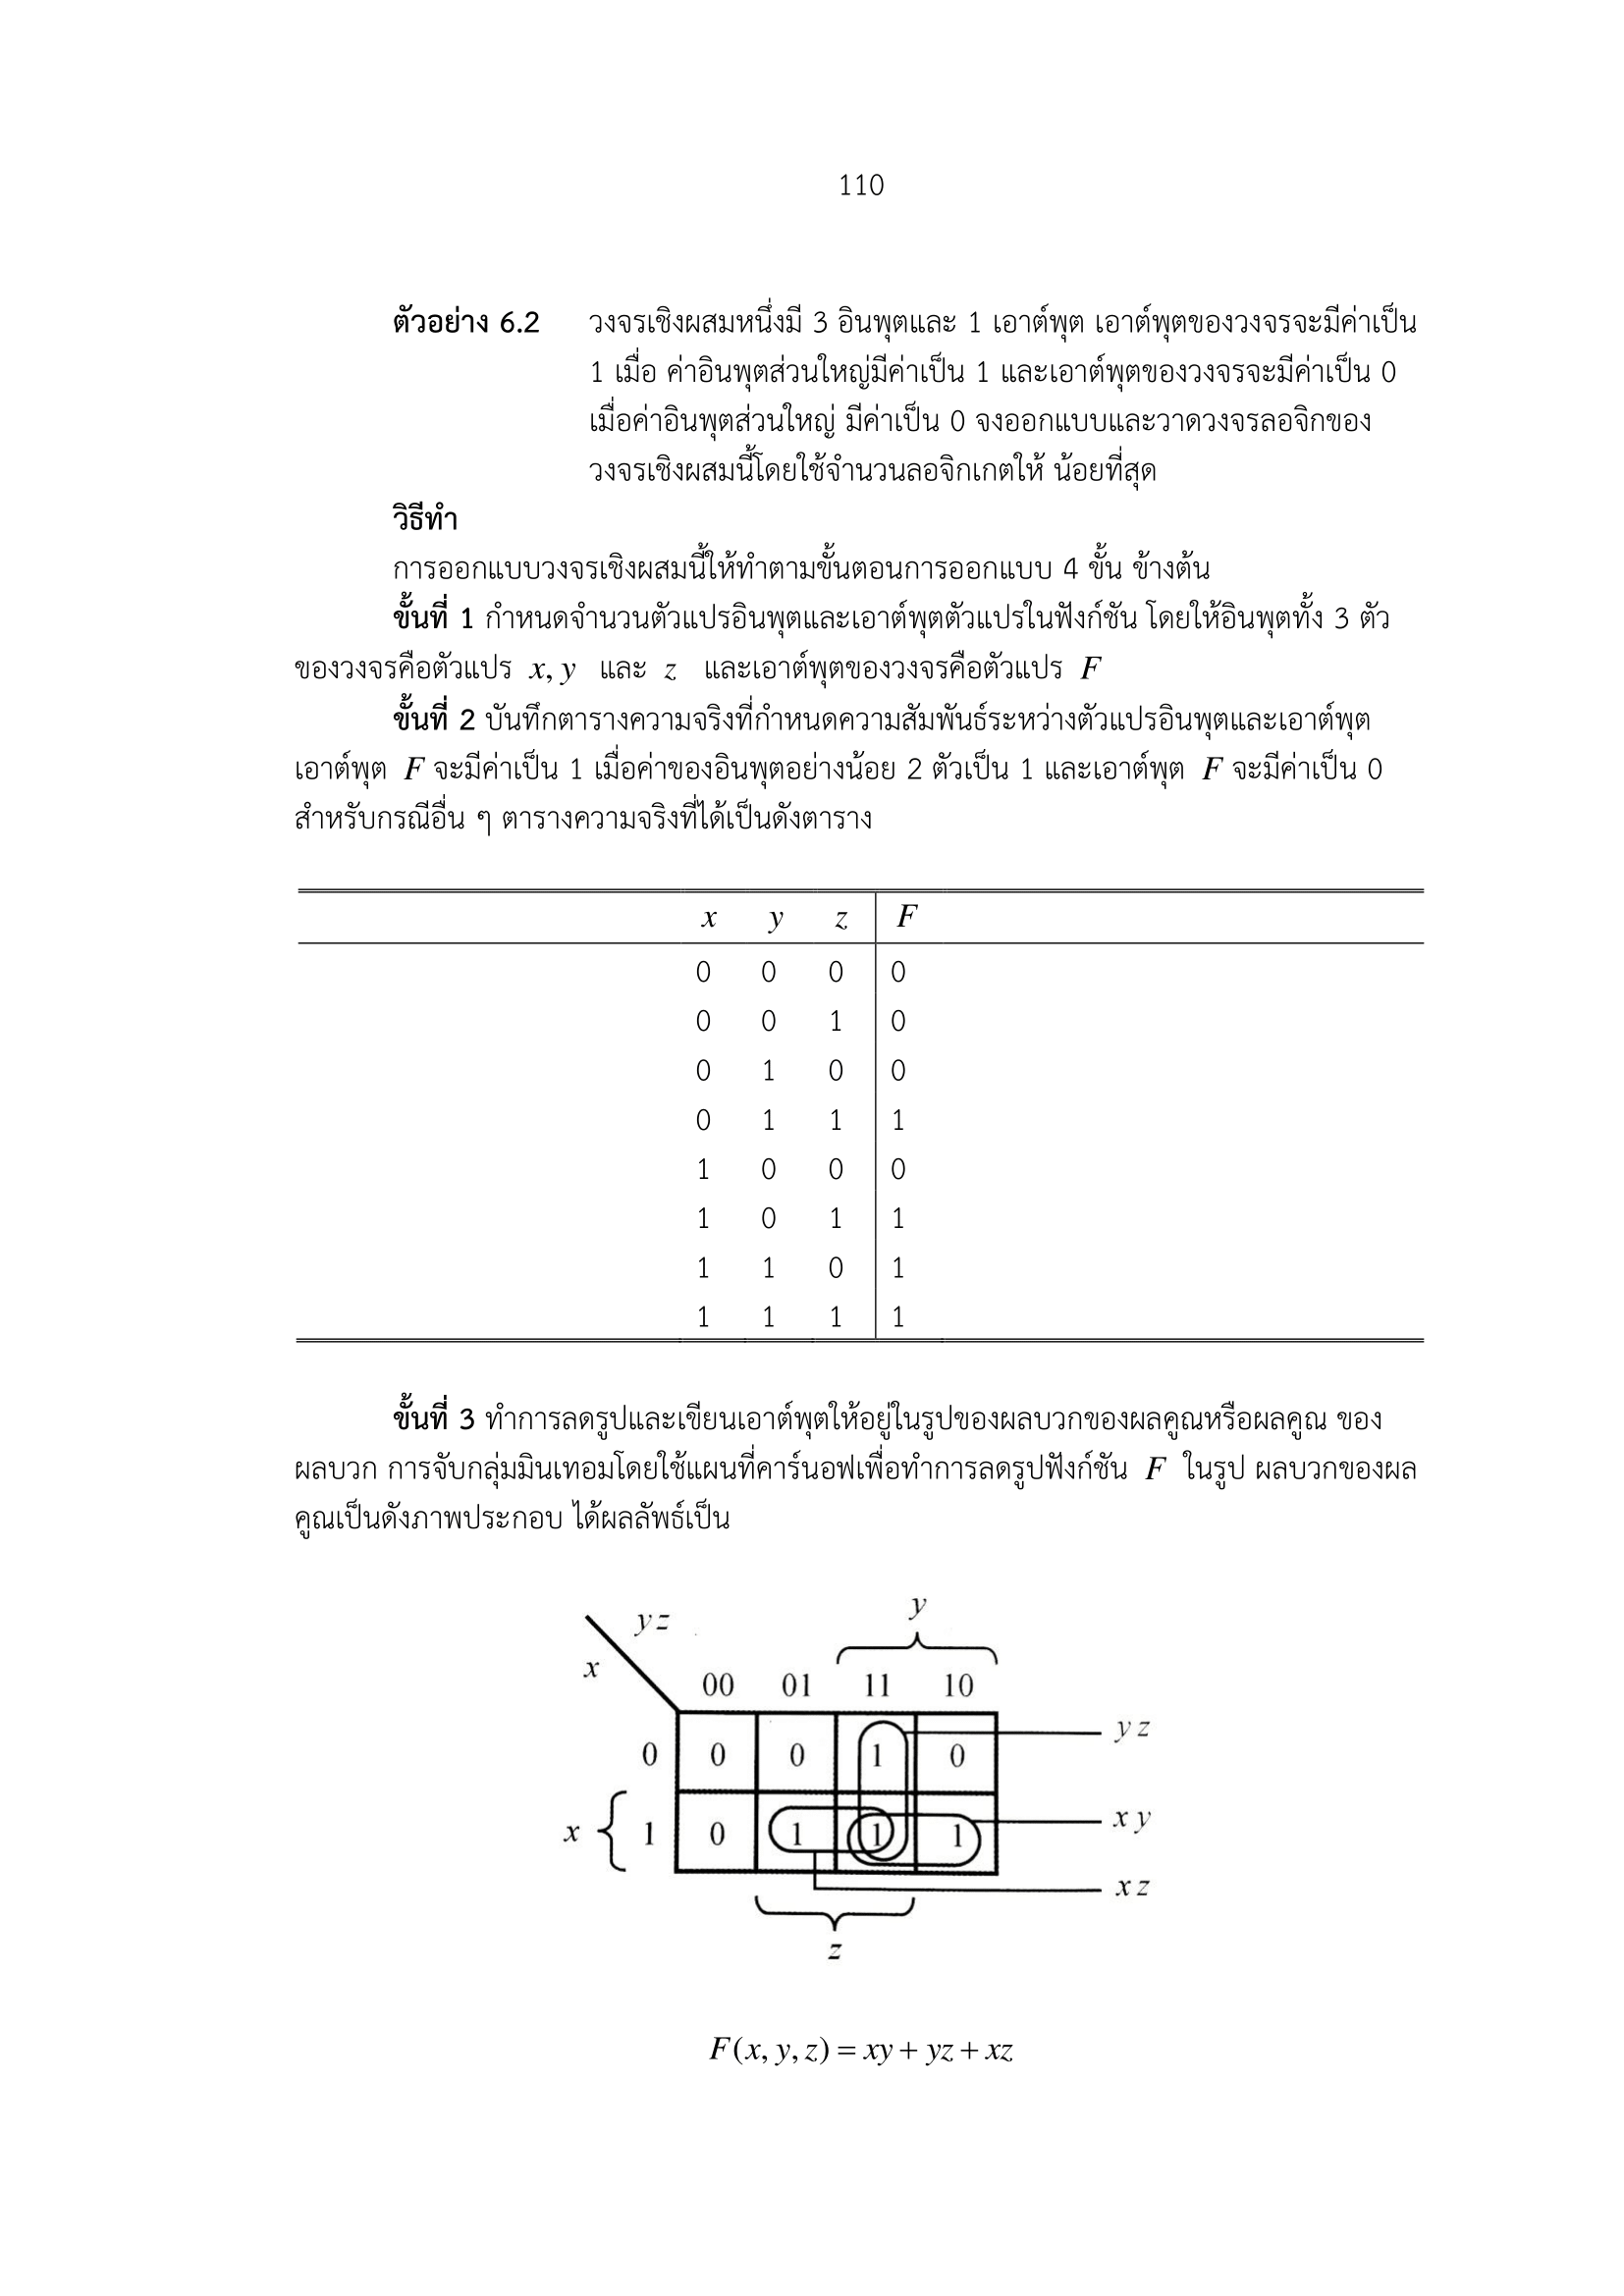 110
ตัวอย่าง 6.2 วงจรเชิงผสมหนึ่งมี 3 อินพุตและ 1 เอาต์พุต เอาต์พุตของวงจรจะมีค่าเป็น
1 เมื่อ ค่าอินพุตส่วนใหญ่มีค่าเป็น 1 และเอาต์พุตของวงจรจะมีค่าเป็น 0
เมื่อค่าอินพุตส่วนใหญ่ มีค่าเป็น 0 จงออกแบบและวาดวงจรลอจิกของ
วงจรเชิงผสมนี้โดยใช้จำนวนลอจิกเกตให้ น้อยที่สุด
วิธีทำ
การออกแบบวงจรเชิงผสมนี้ให้ทำตามขั้นตอนการออกแบบ 4 ขั้น ข้างต้น
ขั้นที่ 1 กำหนดจำนวนตัวแปรอินพุตและเอาต์พุตตัวแปรในฟังก์ชัน โดยให้อินพุตทั้ง 3 ตัว
ของวงจรคือตัวแปร x, y และ z และเอาต์พุตของวงจรคือตัวแปร F
ขั้นที่ 2 บันทึกตารางความจริงที่กำหนดความสัมพันธ์ระหว่างตัวแปรอินพุตและเอาต์พุต
เอาต์พุต F จะมีค่าเป็น 1 เมื่อค่าของอินพุตอย่างน้อย 2 ตัวเป็น 1 และเอาต์พุต F จะมีค่าเป็น 0
สำหรับกรณีอื่น ๆ ตารางความจริงที่ได้เป็นดังตาราง
x y z F
0 0 0 0
0 0 1 0
0 1 0 0
0 1 1 1
1 0 0 0
1 0 1 1
1 1 0 1
1 1 1 1
ขั้นที่ 3 ทำการลดรูปและเขียนเอาต์พุตให้อยู่ในรูปของผลบวกของผลคูณหรือผลคูณ ของ
ผลบวก การจับกลุ่มมินเทอมโดยใช้แผนที่คาร์นอฟเพื่อทำการลดรูปฟังก์ชัน F ในรูป ผลบวกของผล
คูณเป็นดังภาพประกอบ ได้ผลลัพธ์เป็น
y
y z
x
00 01 11 10
y z
0 0 0 1 0
x y
x 1 0 1 1 1
x z
z
F(x, y, z) = xy + yz + xz